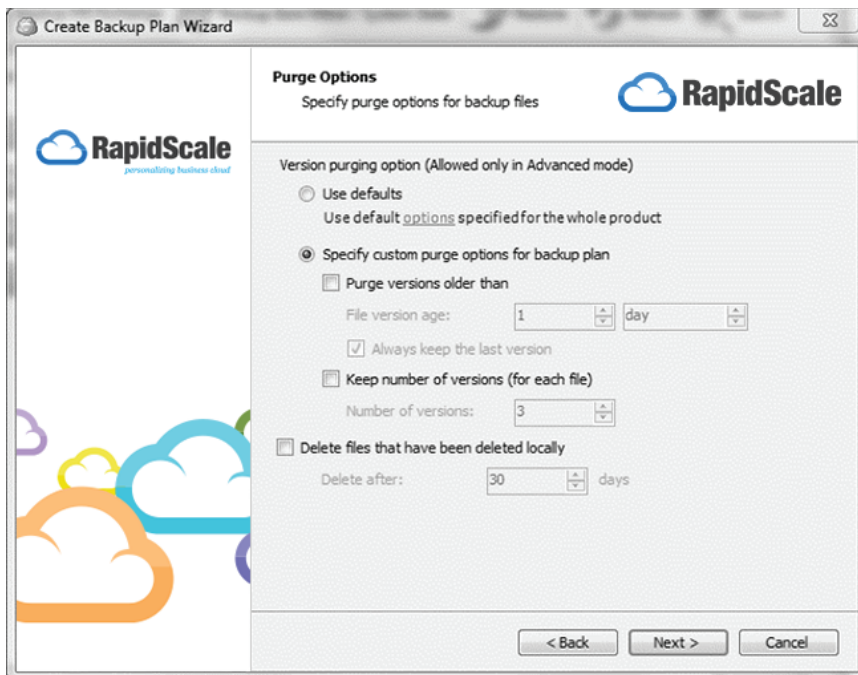 Create Backup Plan Wizard
Purge Options
Specify purge options for backup files
RapidScale
RapidScale
personalizing business cloud
Version purging option (Allowed only in Advanced mode)
Use defaults
Use default options specified for the whole product
Specify custom purge options for backup plan
Purge versions older than
File version age: 1 day
Always keep the last version
Keep number of versions (for each file)
Number of versions: 3
Delete files that have been deleted locally
Delete after: 30 days
< Back Next > Cancel